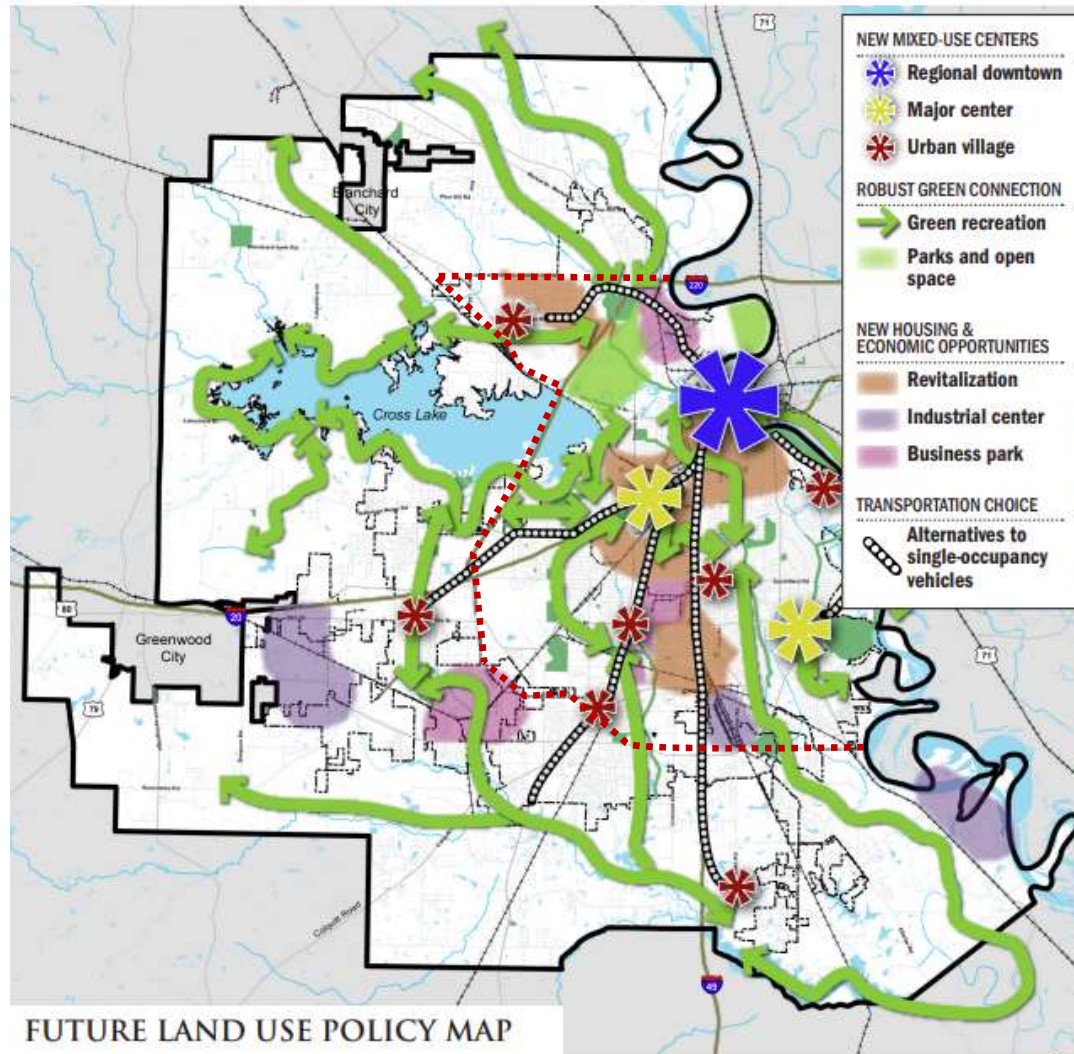 71
NEW MIXED-USE CENTERS
Regional downtown
Major center
Urban village
ROBUST GREEN CONNECTION
Green recreation
Parks and open
space
NEW HOUSING &
ECONOMIC OPPORTUNITIES
Revitalization
Industrial center
Business park
TRANSPORTATION CHOICE
Alternatives to
single-occupancy
vehicles
Blanchard
City
220
Cross Lake
80
20
Greenwood
City
79
71
Colquitt Road
49
FUTURE LAND USE POLICY MAP